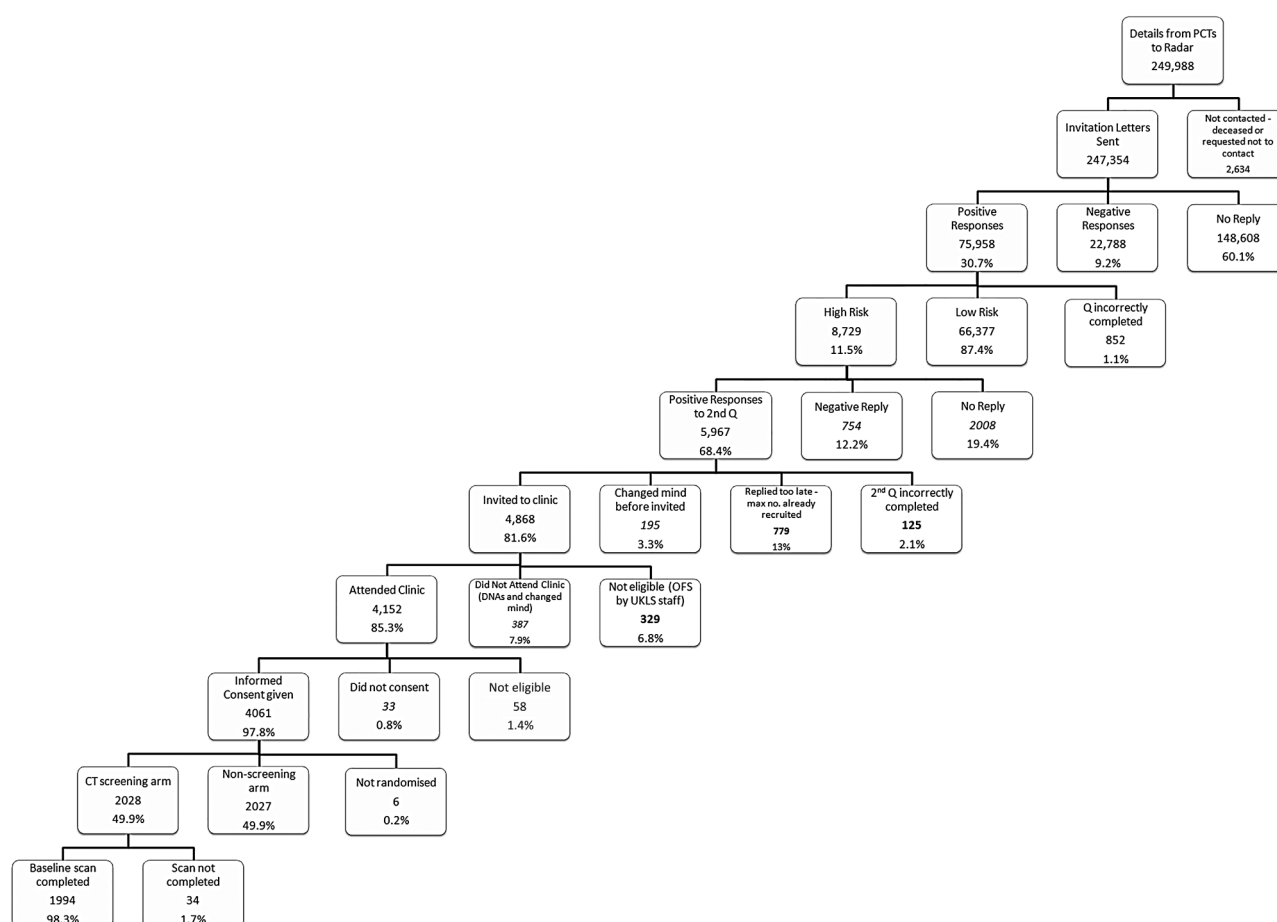 Details from PCTs
to Radar
249,988
Invitation Letters
Sent
247,354
Not contacted -
deceased or
requested not to
contact
2,634
Positive
Responses
75,958
30.7%
Negative
Responses
22,788
9.2%
No Reply
148,608
60.1%
High Risk
8,729
11.5%
Low Risk
66,377
87.4%
Q incorrectly
completed
852
1.1%
Positive Responses
to 2nd Q
5,967
68.4%
Negative Reply
754
12.2%
No Reply
2008
19.4%
Invited to clinic
4,868
81.6%
Changed mind
before invited
195
3.3%
Replied too late -
max no. already
recruited
779
13%
2nd Q incorrectly
completed
125
2.1%
Attended Clinic
4,152
85.3%
Did Not Attend Clinic
(DNAs and changed
mind)
387
7.9%
Not eligible (OFS
by UKLS staff)
329
6.8%
Informed
Consent given
4061
97.8%
Did not consent
33
0.8%
Not eligible
58
1.4%
CT screening arm
2028
49.9%
Non-screening
arm
2027
49.9%
Not randomised
6
0.2%
Baseline scan
completed
1994
98.3%
Scan not
completed
34
1.7%